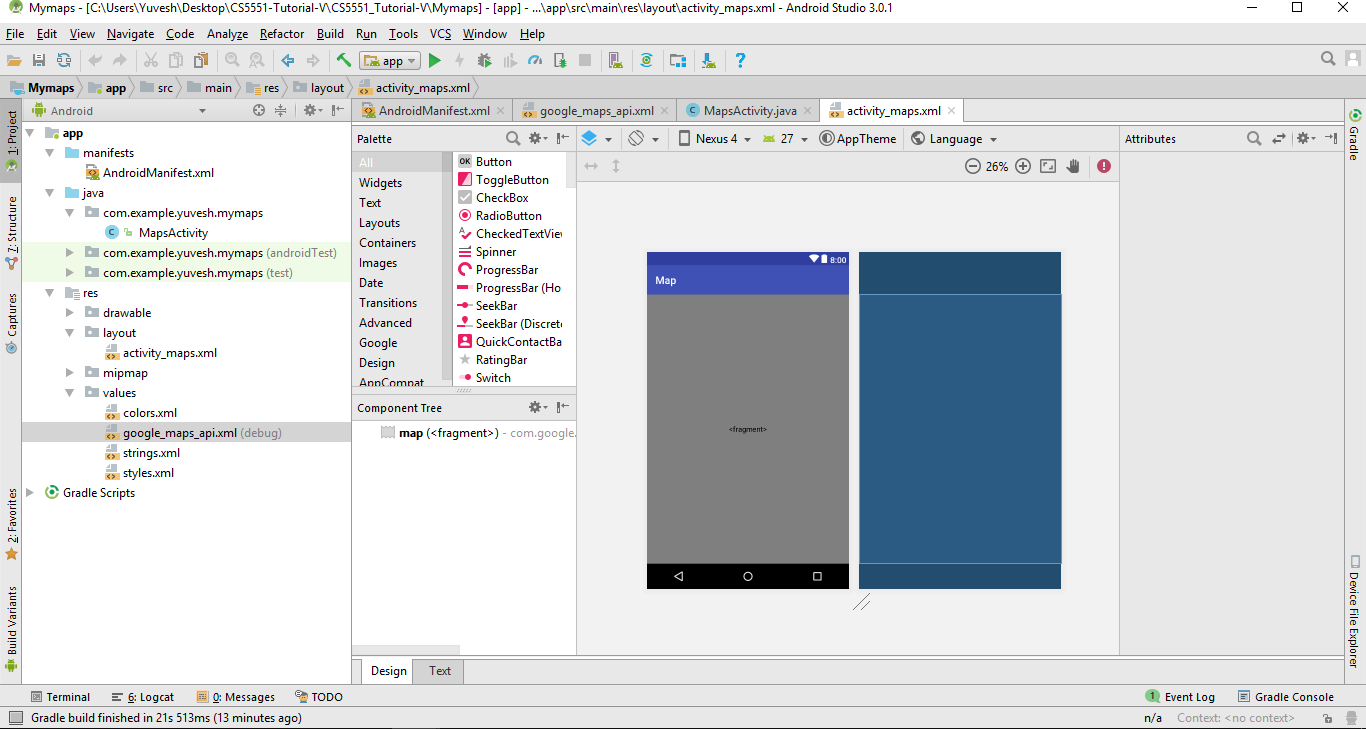 Mymaps - [C:\Users\Yuvesh\Desktop\CS5551-Tutorial-V\CS5551_Tutorial-V\Mymaps] - [app] - ...\app\src\main\res\layout\activity_maps.xml - Android Studio 3.0.1
File Edit View Navigate Code Analyze Refactor Build Run Tools VCS Window Help
app
Mymaps app src main res layout activity_maps.xml
Android
AndroidManifest.xml google_maps_api.xml MapsActivity.java activity_maps.xml
1: Project
7: Structure
Captures
2: Favorites
Build Variants
app
manifests
AndroidManifest.xml
java
com.example.yuvesh.mymaps
MapsActivity
com.example.yuvesh.mymaps (androidTest)
com.example.yuvesh.mymaps (test)
res
drawable
layout
activity_maps.xml
mipmap
values
colors.xml
google_maps_api.xml (debug)
strings.xml
styles.xml
Gradle Scripts
Palette
All
Widgets
Text
Layouts
Containers
Images
Date
Transitions
Advanced
Google
Design
AppCompat
OK Button
ToggleButton
CheckBox
RadioButton
CheckedTextVie
Spinner
ProgressBar
ProgressBar (Ho
SeekBar
SeekBar (Discret
QuickContactBa
RatingBar
Switch
Component Tree
map (<fragment>) - com.google.
Nexus 4 27 AppTheme Language
26%
8:00
Map
<fragment>
Attributes
Gradle
Device File Explorer
Design Text
Terminal 6: Logcat 0: Messages TODO
1 Event Log Gradle Console
Gradle build finished in 21s 513ms (13 minutes ago)
n/a Context: <no context>